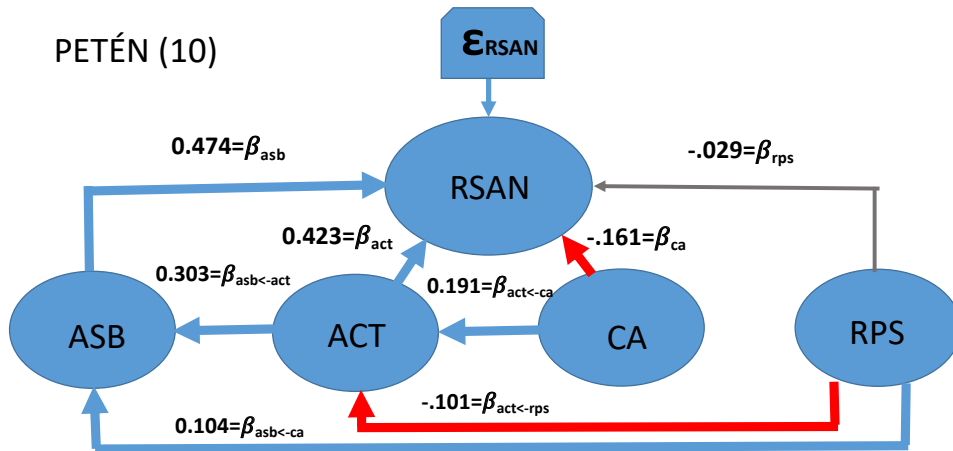 PETÉN (10)
εRSAN
0.474=βasb
-.029=βrps
RSAN
0.423=βact
-.161=βca
0.303=βasb<-act
0.191=βact<-ca
ASB
ACT
CA
RPS
-.101=βact<-rps
0.104=βasb<-ca